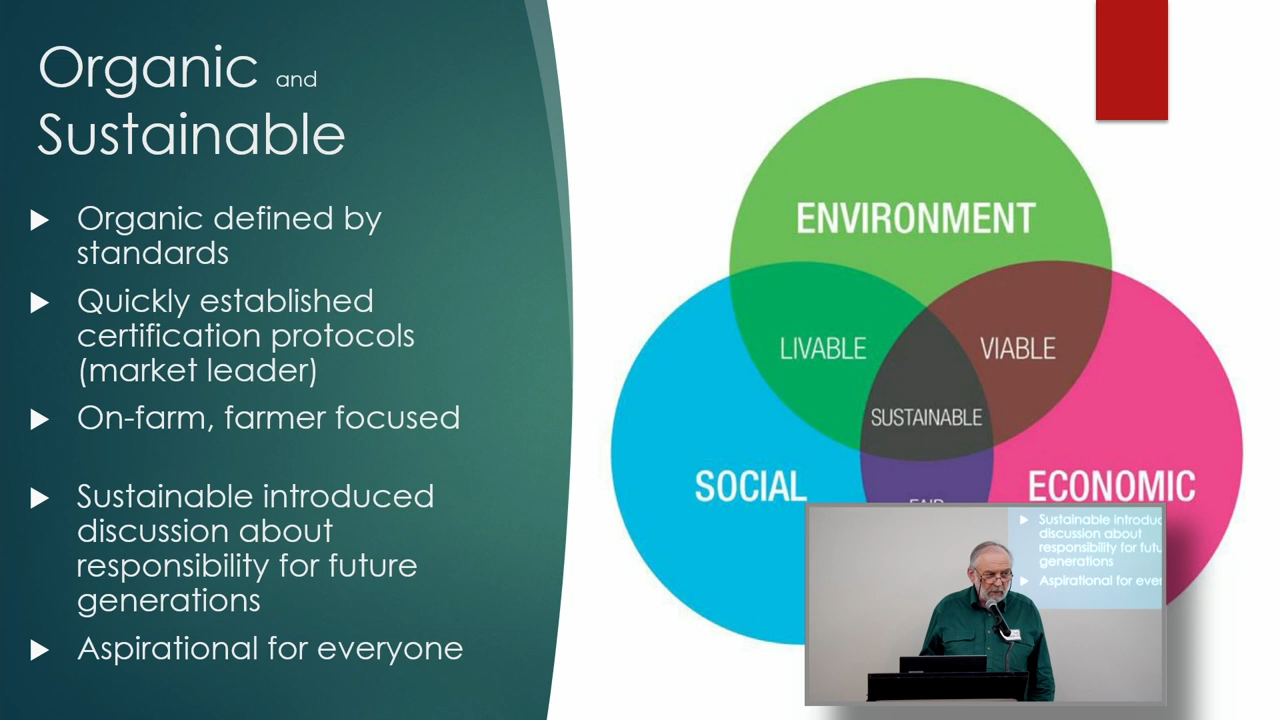 Organic and
Sustainable
Organic defined by
standards
Quickly established
certification protocols
(market leader)
On-farm, farmer focused
Sustainable introduced
discussion about
responsibility for future
generations
Aspirational for everyone
ENVIRONMENT
LIVABLE
VIABLE
SUSTAINABLE
SOCIAL
ECONOMIC
Sustainable introduc
discussion about
responsibility for futu
generations
Aspirational for ever